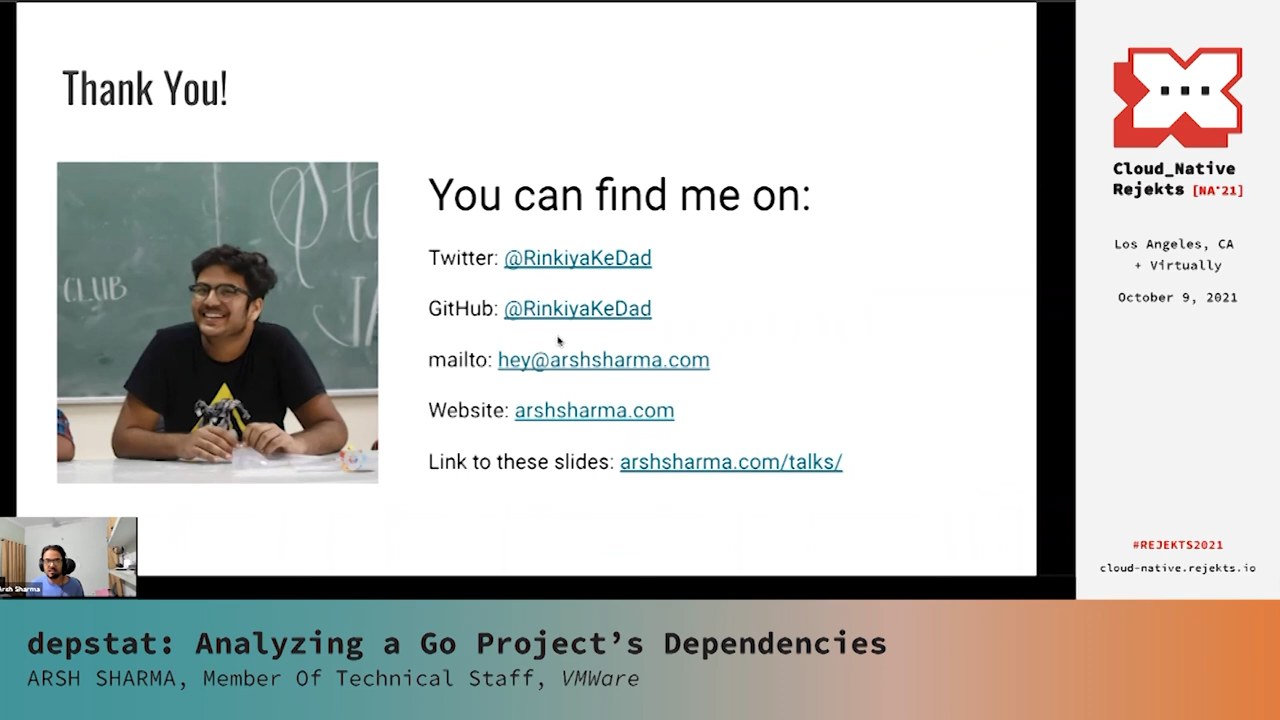 Thank You!
CLUB
You can find me on:
Twitter: @RinkiyaKeDad
GitHub: @RinkiyaKeDad
mailto: hey@arshsharma.com
Website: arshsharma.com
Link to these slides: arshsharma.com/talks/
Arsh Sharma
Cloud_Native
Rejekts [NA'21]
Los Angeles, CA
+ Virtually
October 9, 2021
#REJEKTS2021
cloud-native.rejekts.io
depstat: Analyzing a Go Project’s Dependencies
ARSH SHARMA, Member Of Technical Staff, VMWare